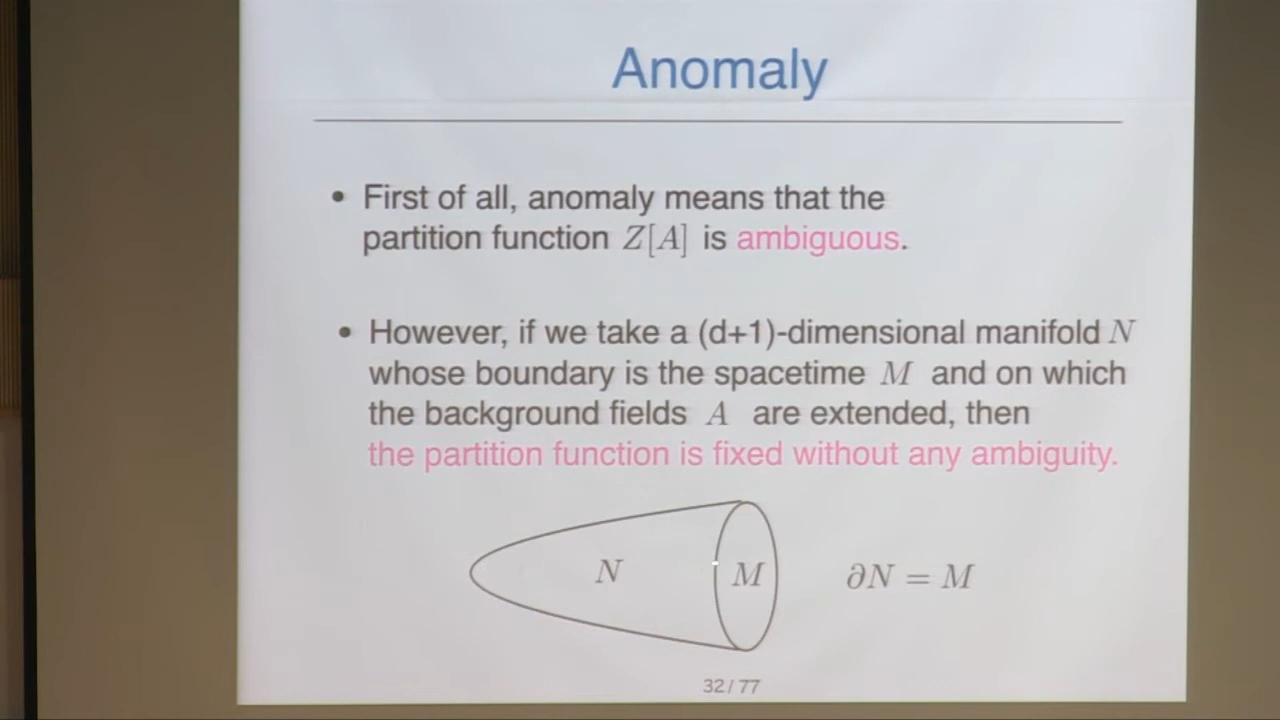 Anomaly
• First of all, anomaly means that the
partition function Z[A] is ambiguous.
• However, if we take a (d+1)-dimensional manifold N
whose boundary is the spacetime M and on which
the background fields A are extended, then
the partition function is fixed without any ambiguity.
N M ∂N = M
32/77